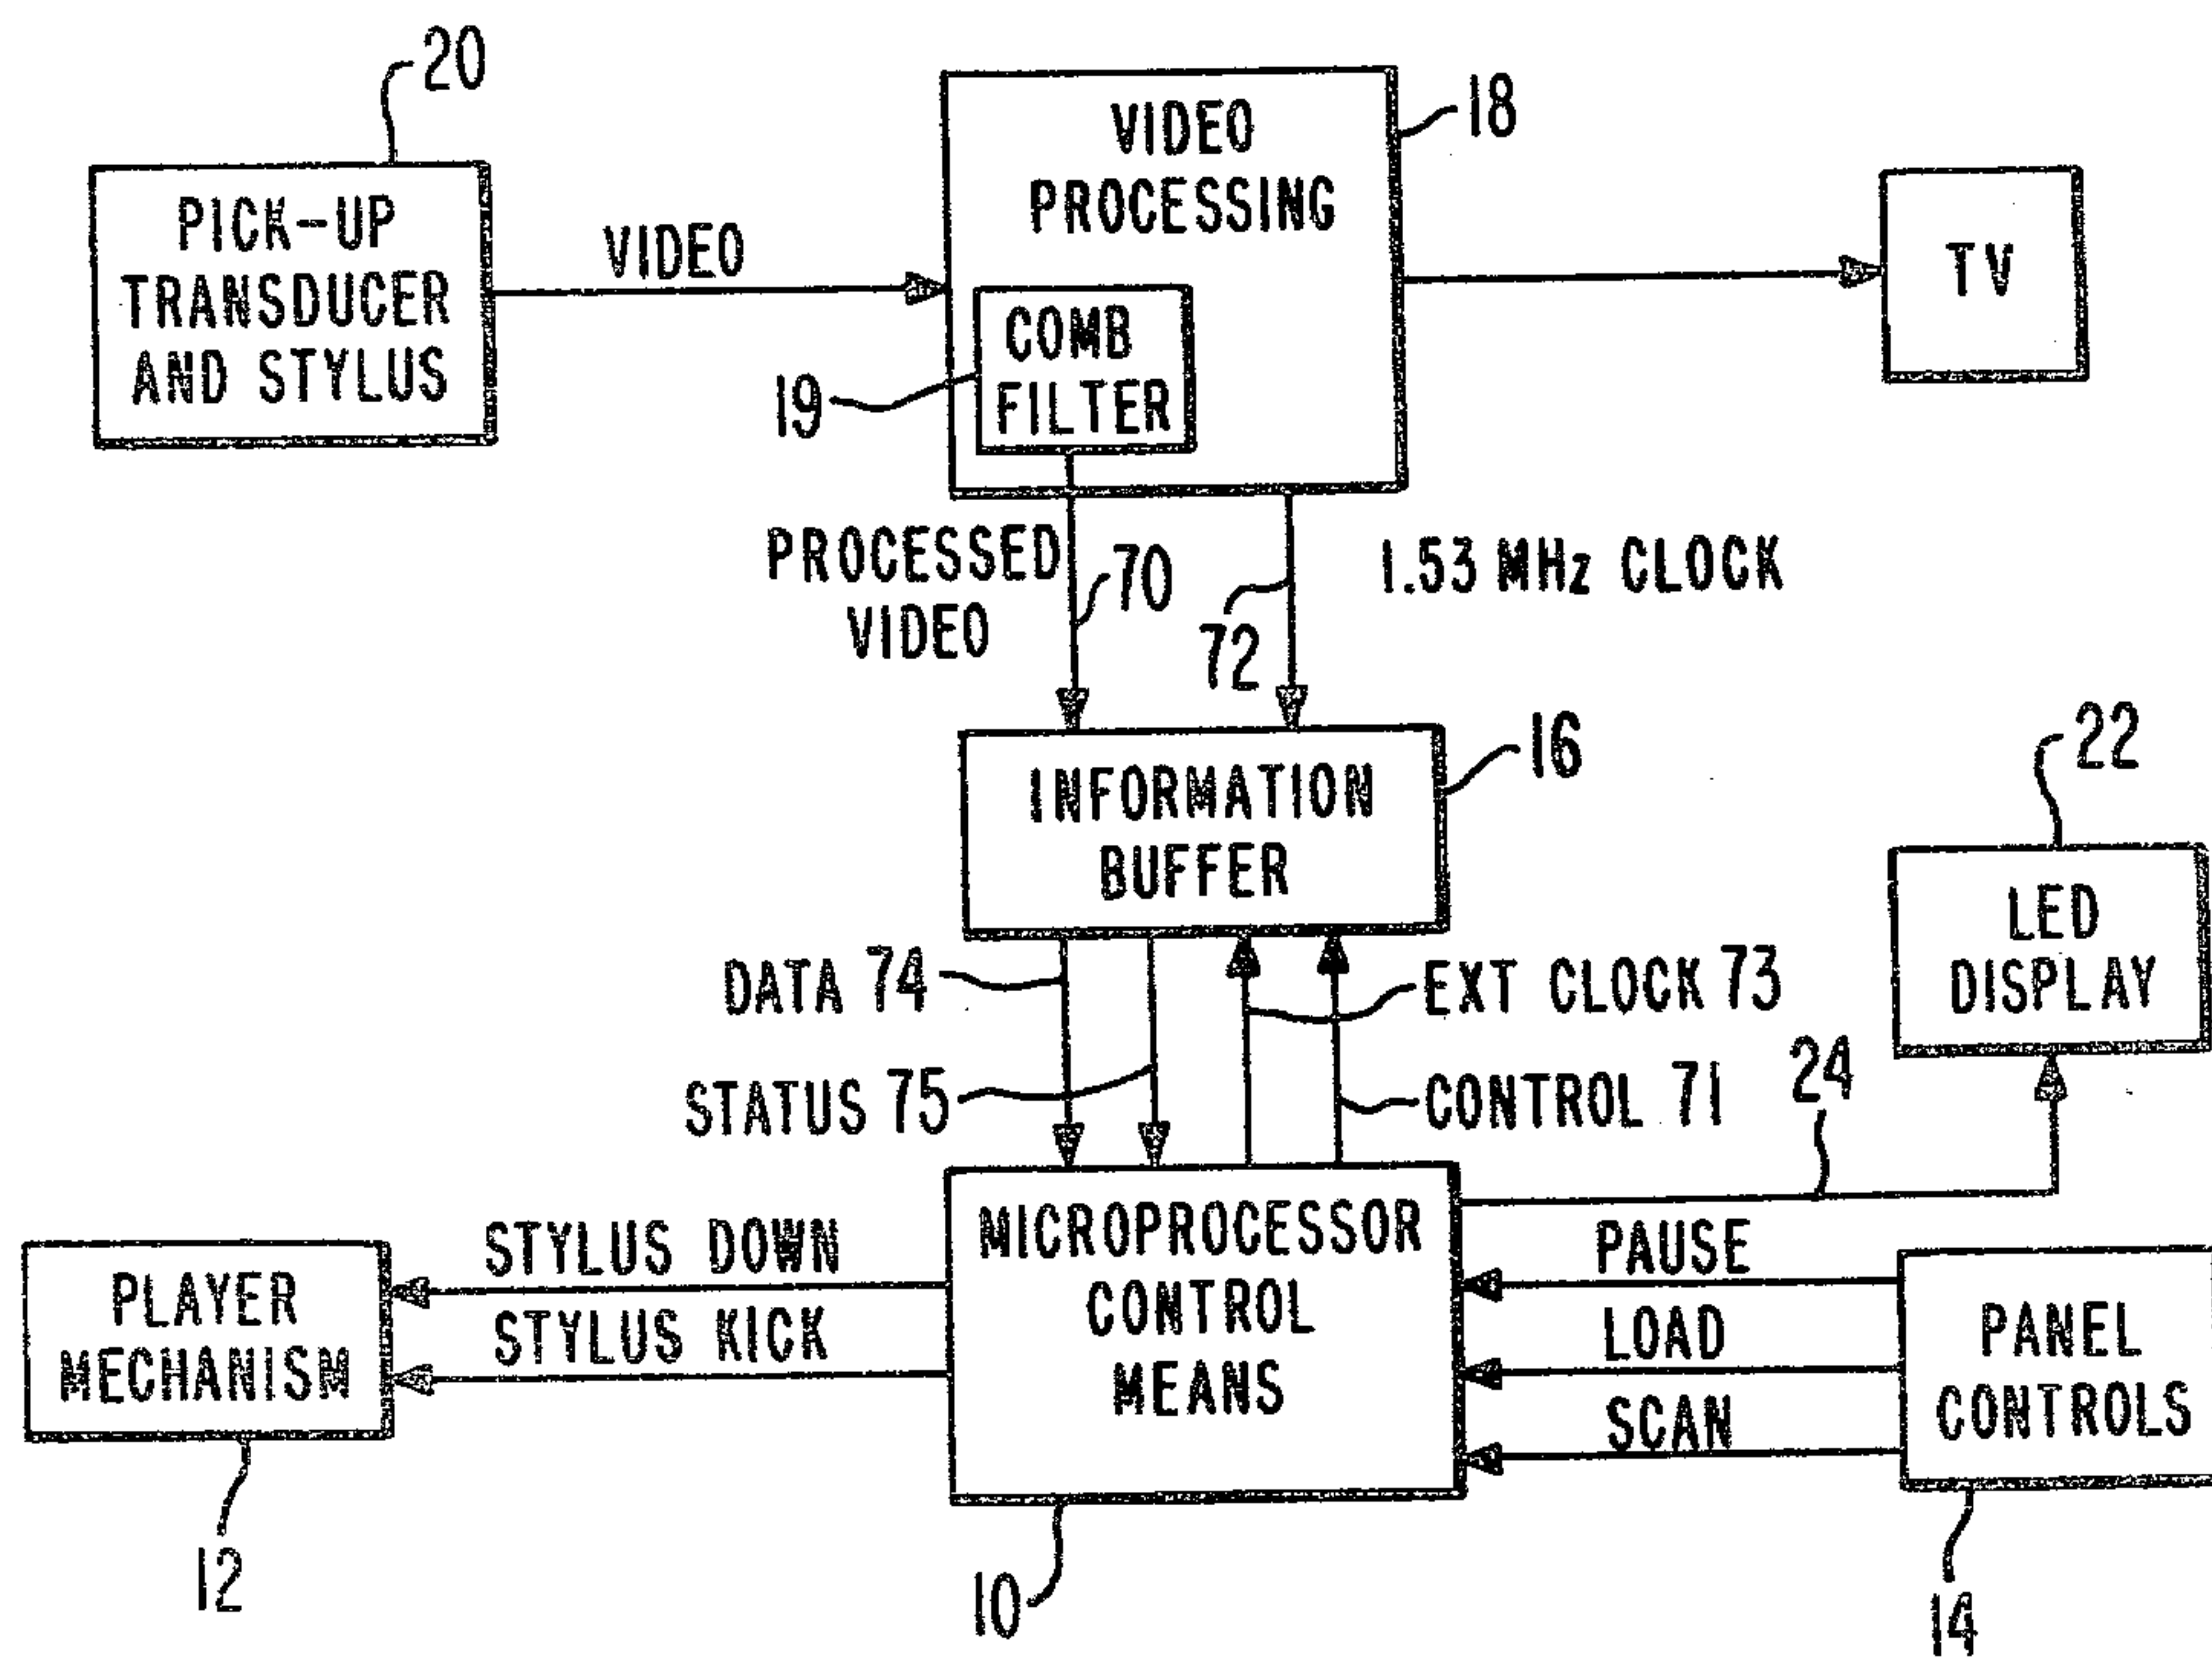 20
PICK-UP
TRANSDUCER
AND STYLUS
VIDEO
VIDEO
PROCESSING
18
COMB
FILTER
19
TV
PROCESSED
VIDEO
70
72
1.53 MHz CLOCK
INFORMATION
BUFFER
16
22
LED
DISPLAY
DATA 74
STATUS 75
EXT CLOCK 73
CONTROL 71
24
MICROPROCESSOR
CONTROL
MEANS
10
STYLUS DOWN
STYLUS KICK
PLAYER
MECHANISM
12
PAUSE
LOAD
SCAN
PANEL
CONTROLS
14